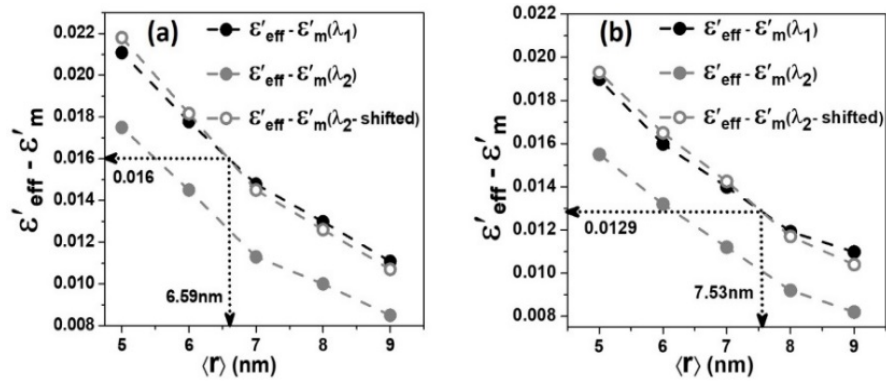 (a)
ε′eff - ε′m(λ1)
ε′eff - ε′m(λ2)
ε′eff - ε′m(λ2- shifted)
ε′eff - ε′m
0.022
0.020
0.018
0.016
0.014
0.012
0.010
0.008
0.016
6.59nm
5 6 7 8 9
⟨r⟩ (nm)
(b)
ε′eff - ε′m(λ1)
ε′eff - ε′m(λ2)
ε′eff - ε′m(λ2- shifted)
ε′eff - ε′m
0.022
0.020
0.018
0.016
0.014
0.012
0.010
0.008
0.0129
7.53nm
5 6 7 8 9
⟨r⟩ (nm)